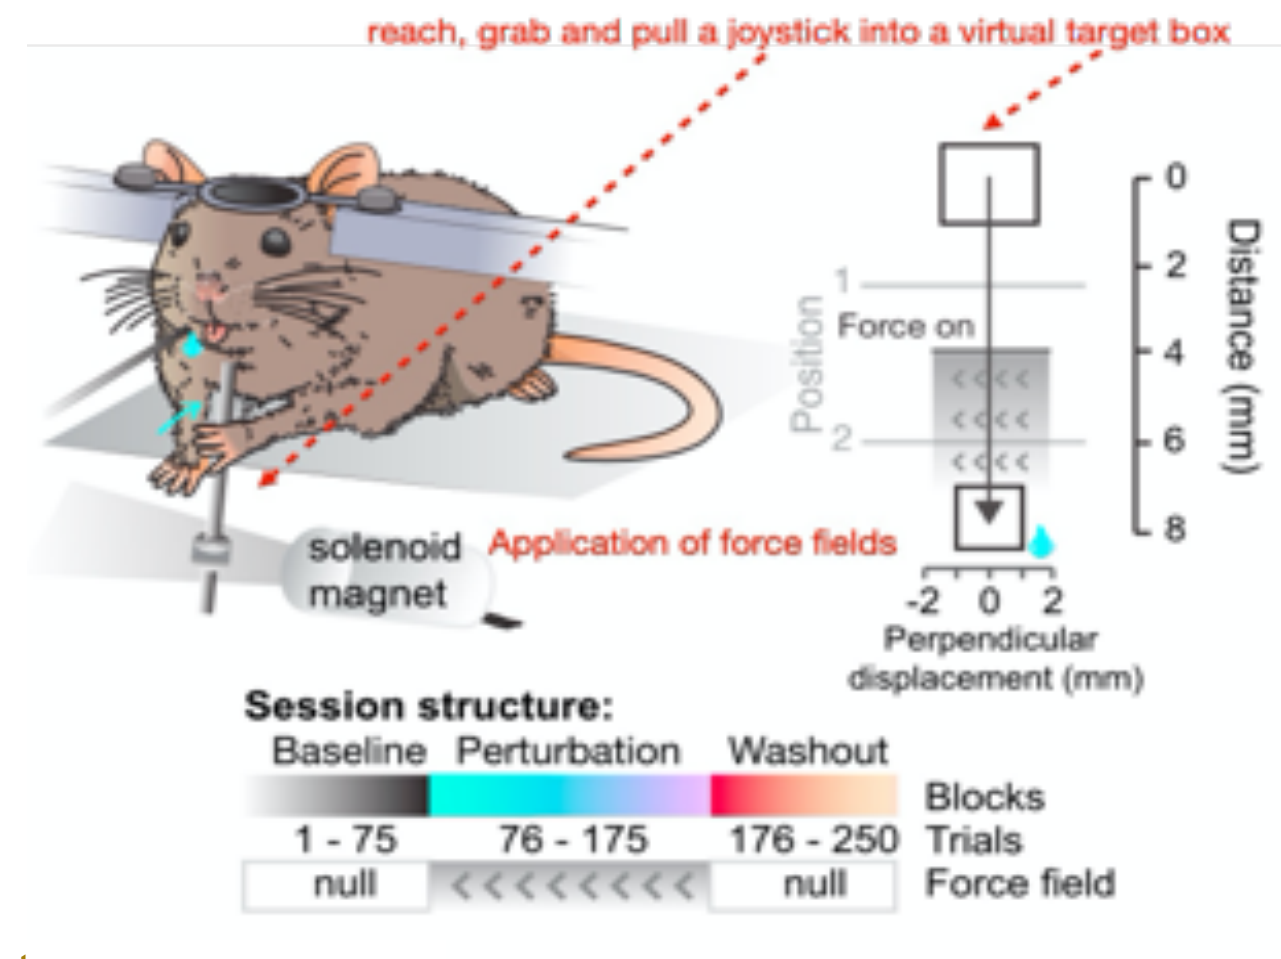 reach, grab and pull a joystick into a virtual target box
0
2
4
6
8
Distance (mm)
Position
1
Force on
2
solenoid
magnet
Application of force fields
-2 0 2
Perpendicular
displacement (mm)
Session structure:
Baseline Perturbation Washout
Blocks
1 - 75 76 - 175 176 - 250 Trials
null < < < < < < < < null Force field